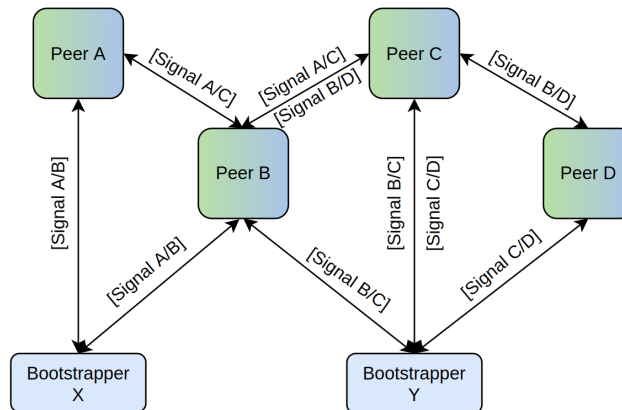 Peer A
Peer C
[Signal A/C]
[Signal A/C]
[Signal B/D]
[Signal B/D]
Peer B
Peer D
[Signal A/B]
[Signal B/C]
[Signal C/D]
[Signal A/B]
[Signal B/C]
[Signal C/D]
Bootstrapper
X
Bootstrapper
Y